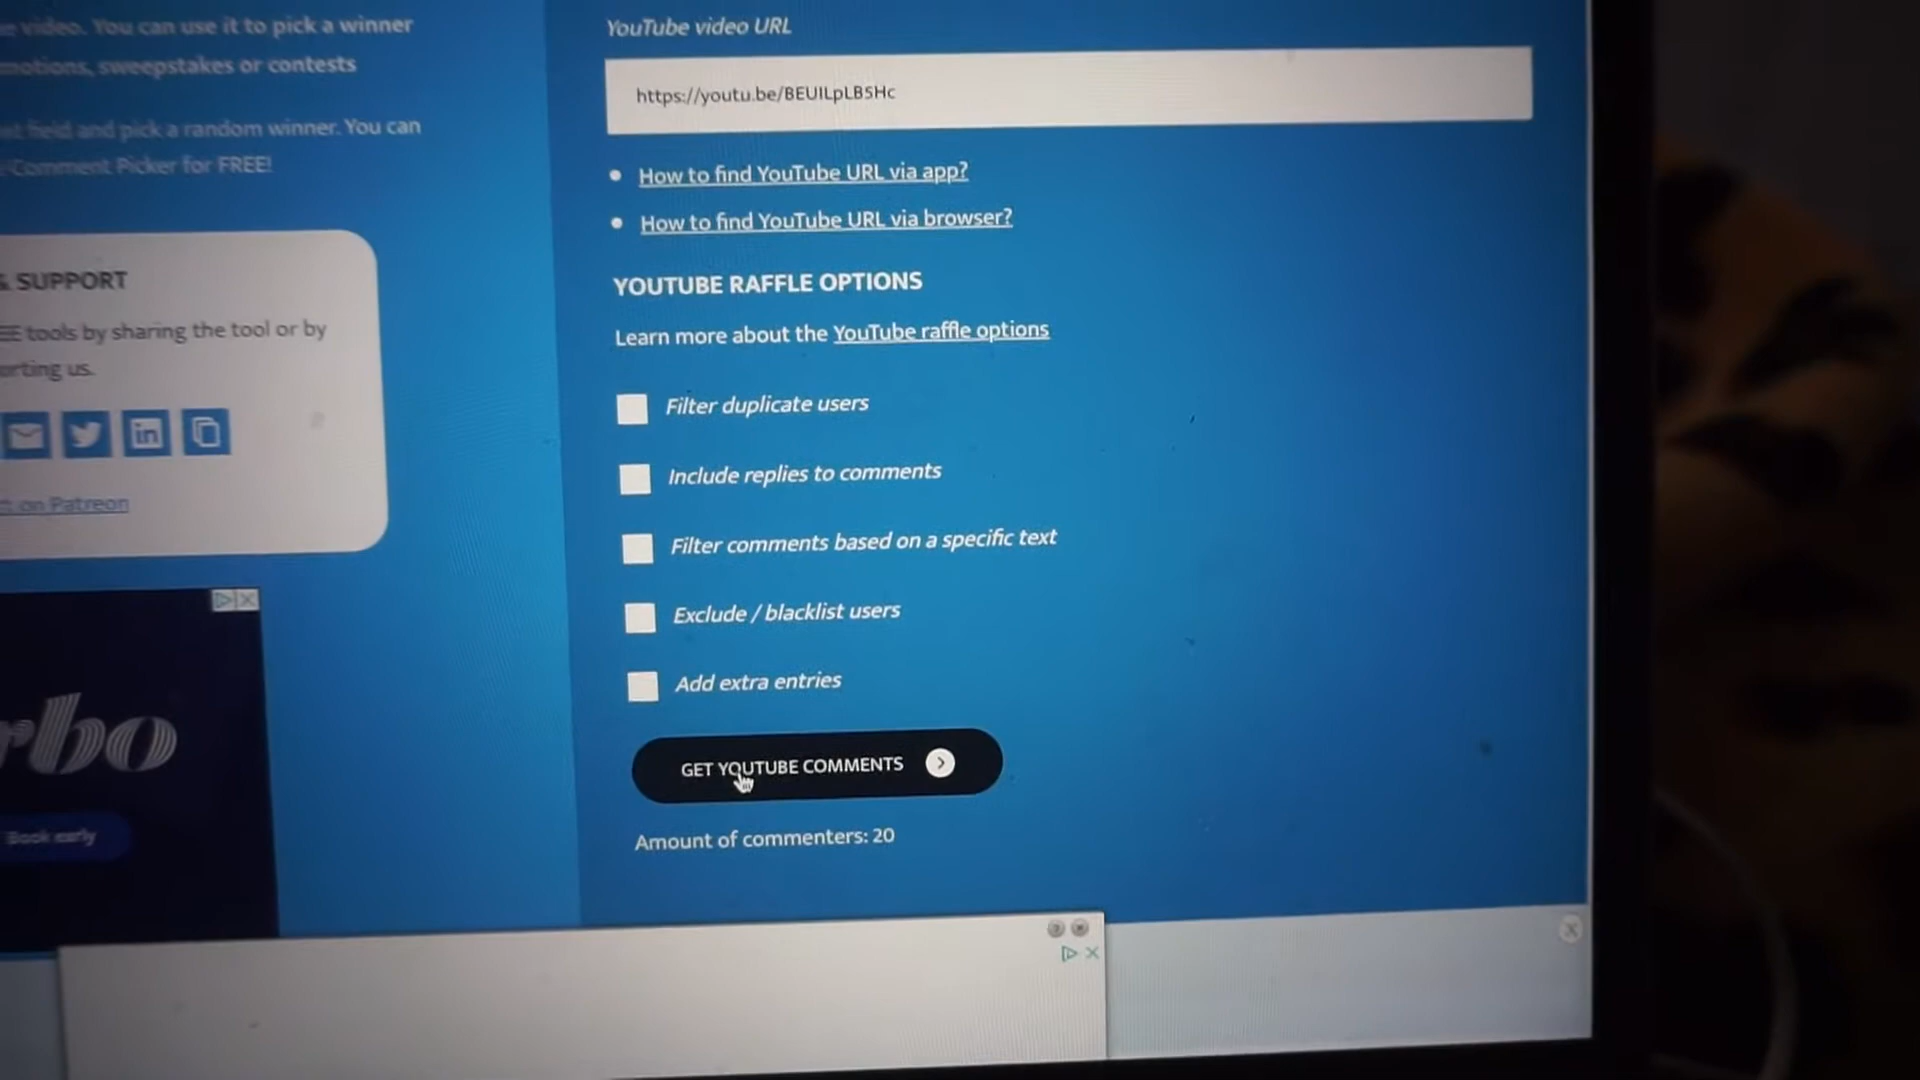 video. You can use it to pick a winner
sweepstakes or contests
field and pick a random winner. You can
Comment Picker for FREE!
& SUPPORT
tools by sharing the tool or by
us.
on Patreon
Book early
YouTube video URL
https://youtu.be/BEUILpLB5Hc
How to find YouTube URL via app?
How to find YouTube URL via browser?
YOUTUBE RAFFLE OPTIONS
Learn more about the YouTube raffle options
Filter duplicate users
Include replies to comments
Filter comments based on a specific text
Exclude / blacklist users
Add extra entries
GET YOUTUBE COMMENTS
Amount of commenters: 20